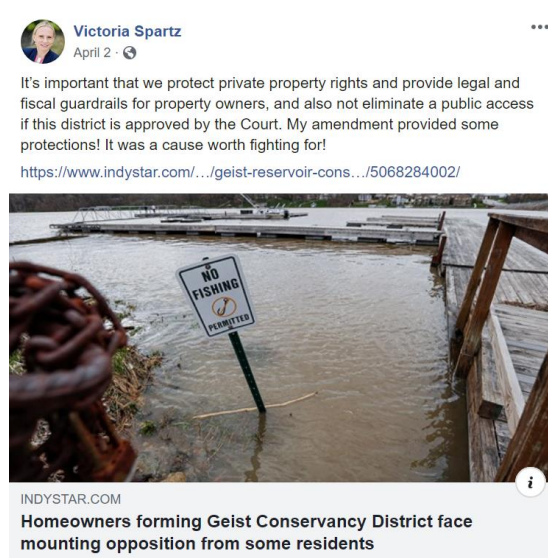 Victoria Spartz
April 2 ·
It's important that we protect private property rights and provide legal and
fiscal guardrails for property owners, and also not eliminate a public access
if this district is approved by the Court. My amendment provided some
protections! It was a cause worth fighting for!
https://www.indystar.com/.../geist-reservoir-cons.../5068284002/
NO
FISHING
PERMITTED
i
INDYSTAR.COM
Homeowners forming Geist Conservancy District face
mounting opposition from some residents